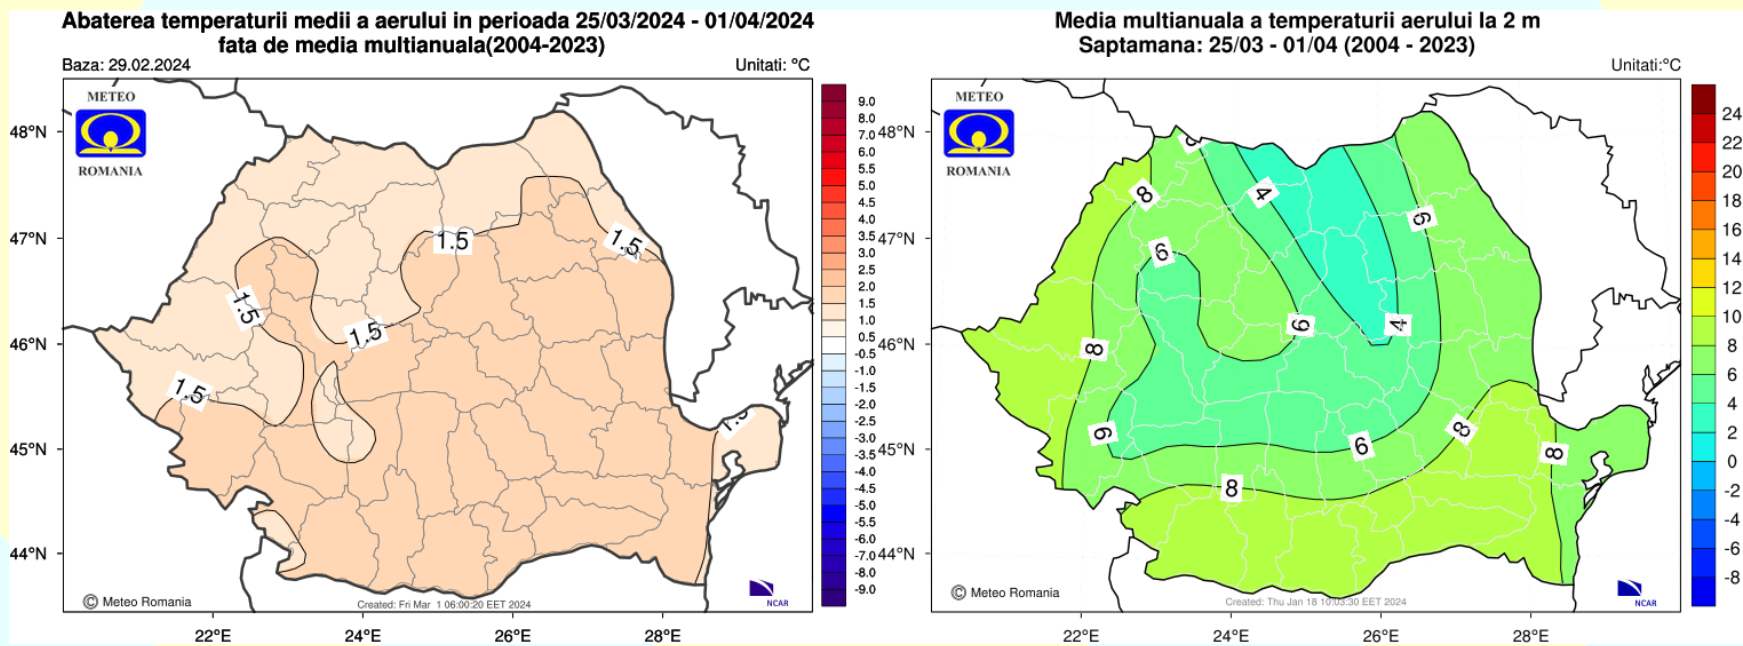 Abaterea temperaturii medii a aerului in perioada 25/03/2024 - 01/04/2024
fata de media multianuala(2004-2023)
Baza: 29.02.2024
Unitati: °C
METEO
ROMANIA
48°N
47°N
46°N
45°N
44°N
22°E
24°E
26°E
28°E
1.5
1.5
1.5
1.5
1.5
1.5
9.0
8.0
7.0
6.0
5.5
5.0
4.5
4.0
3.5
3.0
2.5
2.0
1.5
1.0
0.5
-0.5
-1.0
-1.5
-2.0
-2.5
-3.0
-3.5
-4.0
-4.5
-5.0
-5.5
-6.0
-7.0
-8.0
-9.0
© Meteo Romania
Created: Fri Mar 1 06:00:20 EET 2024
NCAR
Media multianuala a temperaturii aerului la 2 m
Saptamana: 25/03 - 01/04 (2004 - 2023)
Unitati:°C
METEO
ROMANIA
48°N
47°N
46°N
45°N
44°N
22°E
24°E
26°E
28°E
8
4
6
6
6
4
8
6
6
8
8
8
24
22
20
18
16
14
12
10
8
6
4
2
0
-2
-4
-6
-8
© Meteo Romania
Created: Thu Jan 18 10:03:30 EET 2024
NCAR